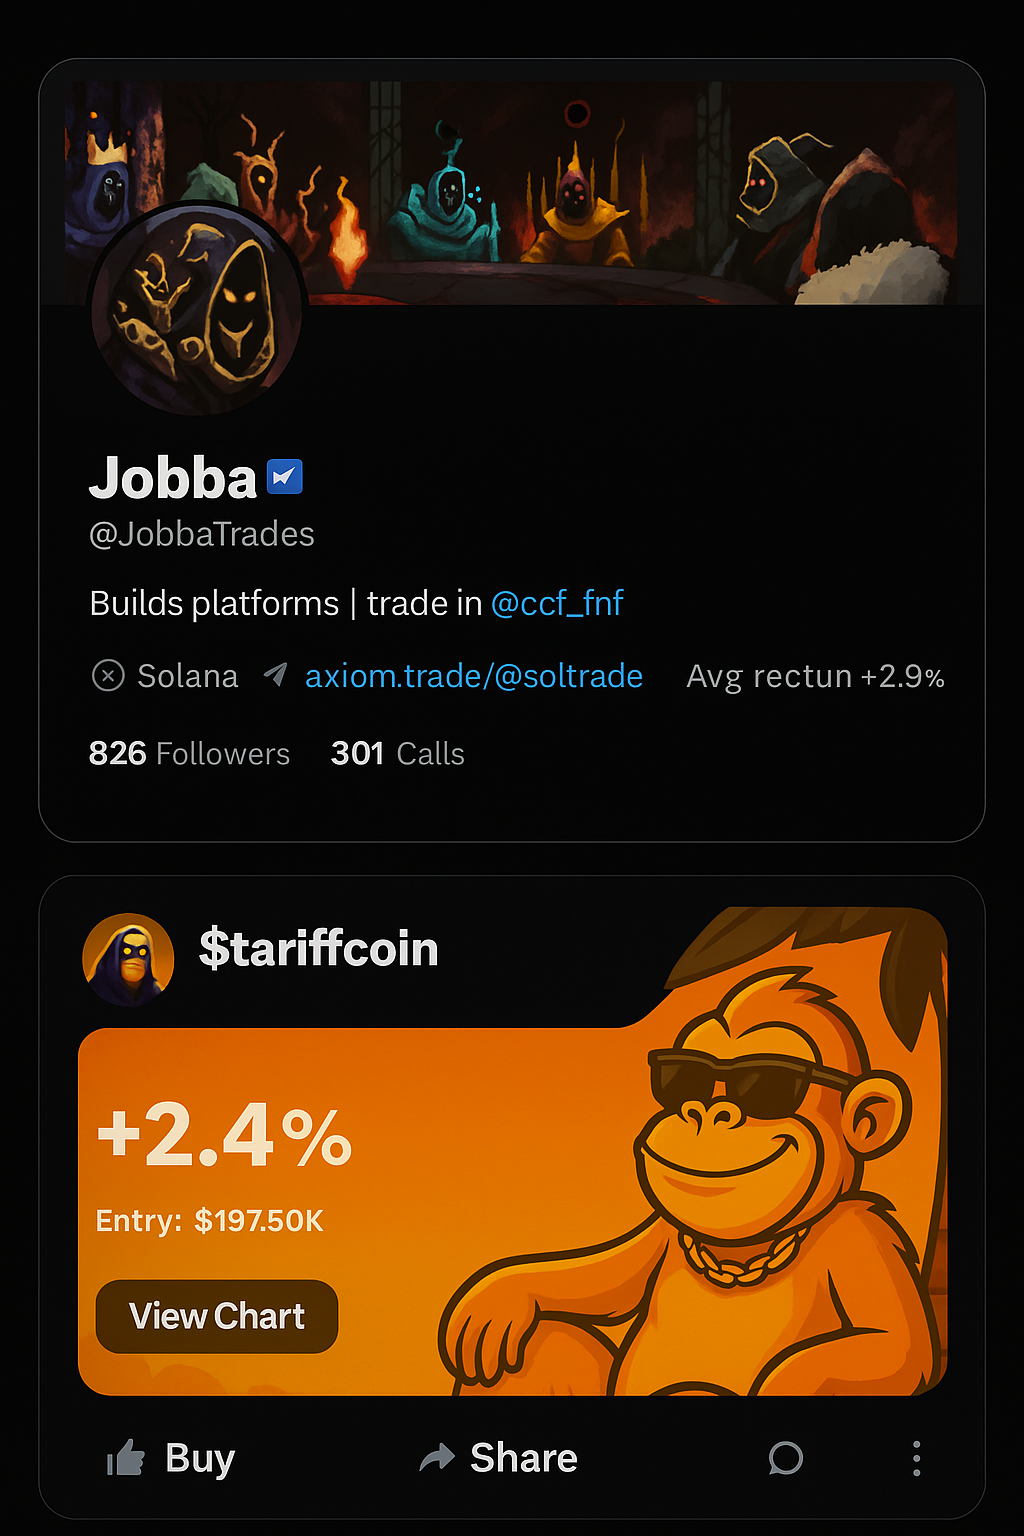 Jobba
@JobbaTrades
Builds platforms | trade in @ccf_fnf
Solana axiom.trade/@soltrade Avg rectun +2.9%
826 Followers 301 Calls
$tariffcoin
+2.4%
Entry: $197.50K
View Chart
Buy Share